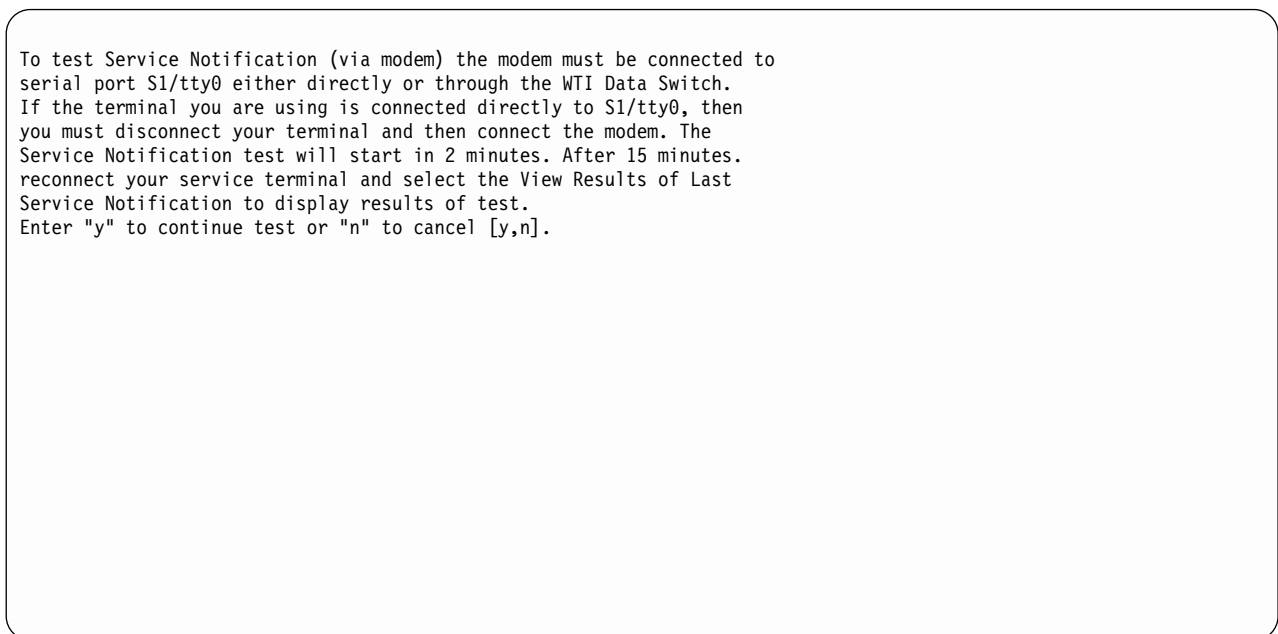 To test Service Notification (via modem) the modem must be connected to
serial port S1/tty0 either directly or through the WTI Data Switch.
If the terminal you are using is connected directly to S1/tty0, then
you must disconnect your terminal and then connect the modem. The
Service Notification test will start in 2 minutes. After 15 minutes.
reconnect your service terminal and select the View Results of Last
Service Notification to display results of test.
Enter "y" to continue test or "n" to cancel [y,n].